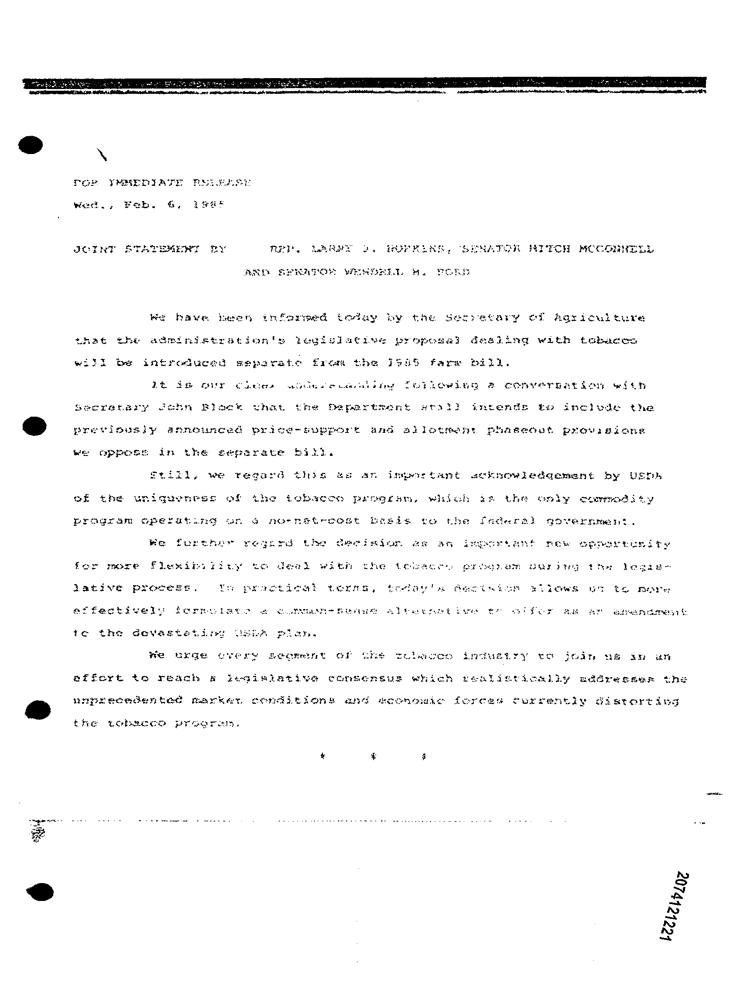 FOR IMMEDIATE RELEASE
Wed., Feb. 6, 1985
JOINT STATEMENT BY REP. LARRY J. HOPKINS, SENATOR MITCH MCCONNELL
AND SENATOR WENDELL H. FORD
We have been informed today by the Secretary of Agriculture
that the administration's legislative proposal dealing with tobacco
will be introduced separate from the 1985 farm bill.
It is our clear understanding following a conversation with
Secretary John Block that the Department still intends to include the
previously announced price-support and allotment phaseout provisions
we oppose in the separate bill.
Still, we regard this as an important acknowledgement by USDA
of the uniqueness of the tobacco program, which is the only commodity
program operating on a no-net-cost basis to the federal government.
We further regard the decision as an important new opportunity
for more flexibility to deal with the tobacco program during the legis-
lative process. In practical terms, today's decision allows us to more
effectively formulate a common-sense alternative to offer as an amendment
to the devastating USDA plan.
We urge every segment of the tobacco industry to join us in an
effort to reach a legislative consensus which realistically addresses the
unprecedented market conditions and economic forces currently distorting
the tobacco program.
* * *
2074121221